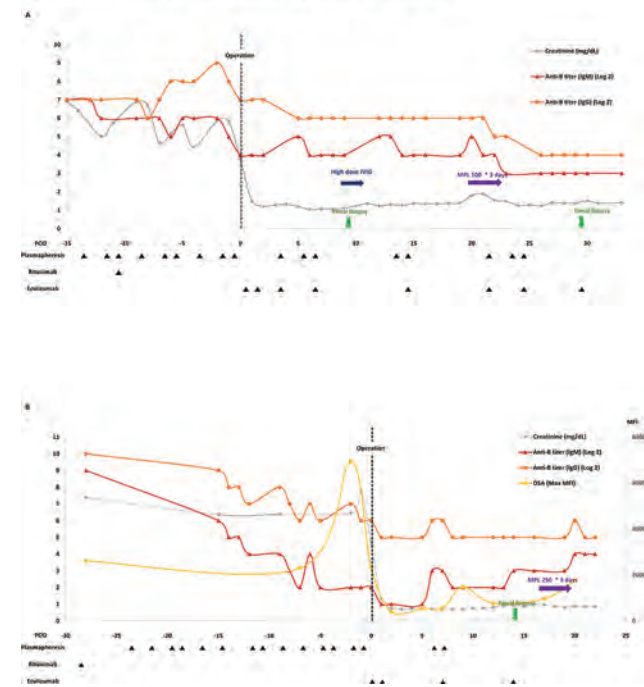 A
10
9
8
7
6
5
4
3
2
1
0
Operation
Creatinine (mg/dL)
Anti-B titer (IgM) (Log 2)
Anti-B titer (IgG) (Log 2)
High dose IVIG
MPL 500 * 3 days
Renal Biopsy
Renal Biopsy
POD -15 -10 -5 0 5 10 15 20 25 30
Plasmapheresis
Rituximab
Eculizumab
B
MFI
11
10
9
8
7
6
5
4
3
2
1
0
Operation
Creatinine (mg/dL)
Anti-B titer (IgM) (Log 2)
Anti-B titer (IgG) (Log 2)
DSA (Max MFI)
MPL 250 * 3 days
Renal Biopsy
POD -30 -25 -20 -15 -10 -5 0 5 10 15 20 25
Plasmapheresis
Rituximab
Eculizumab